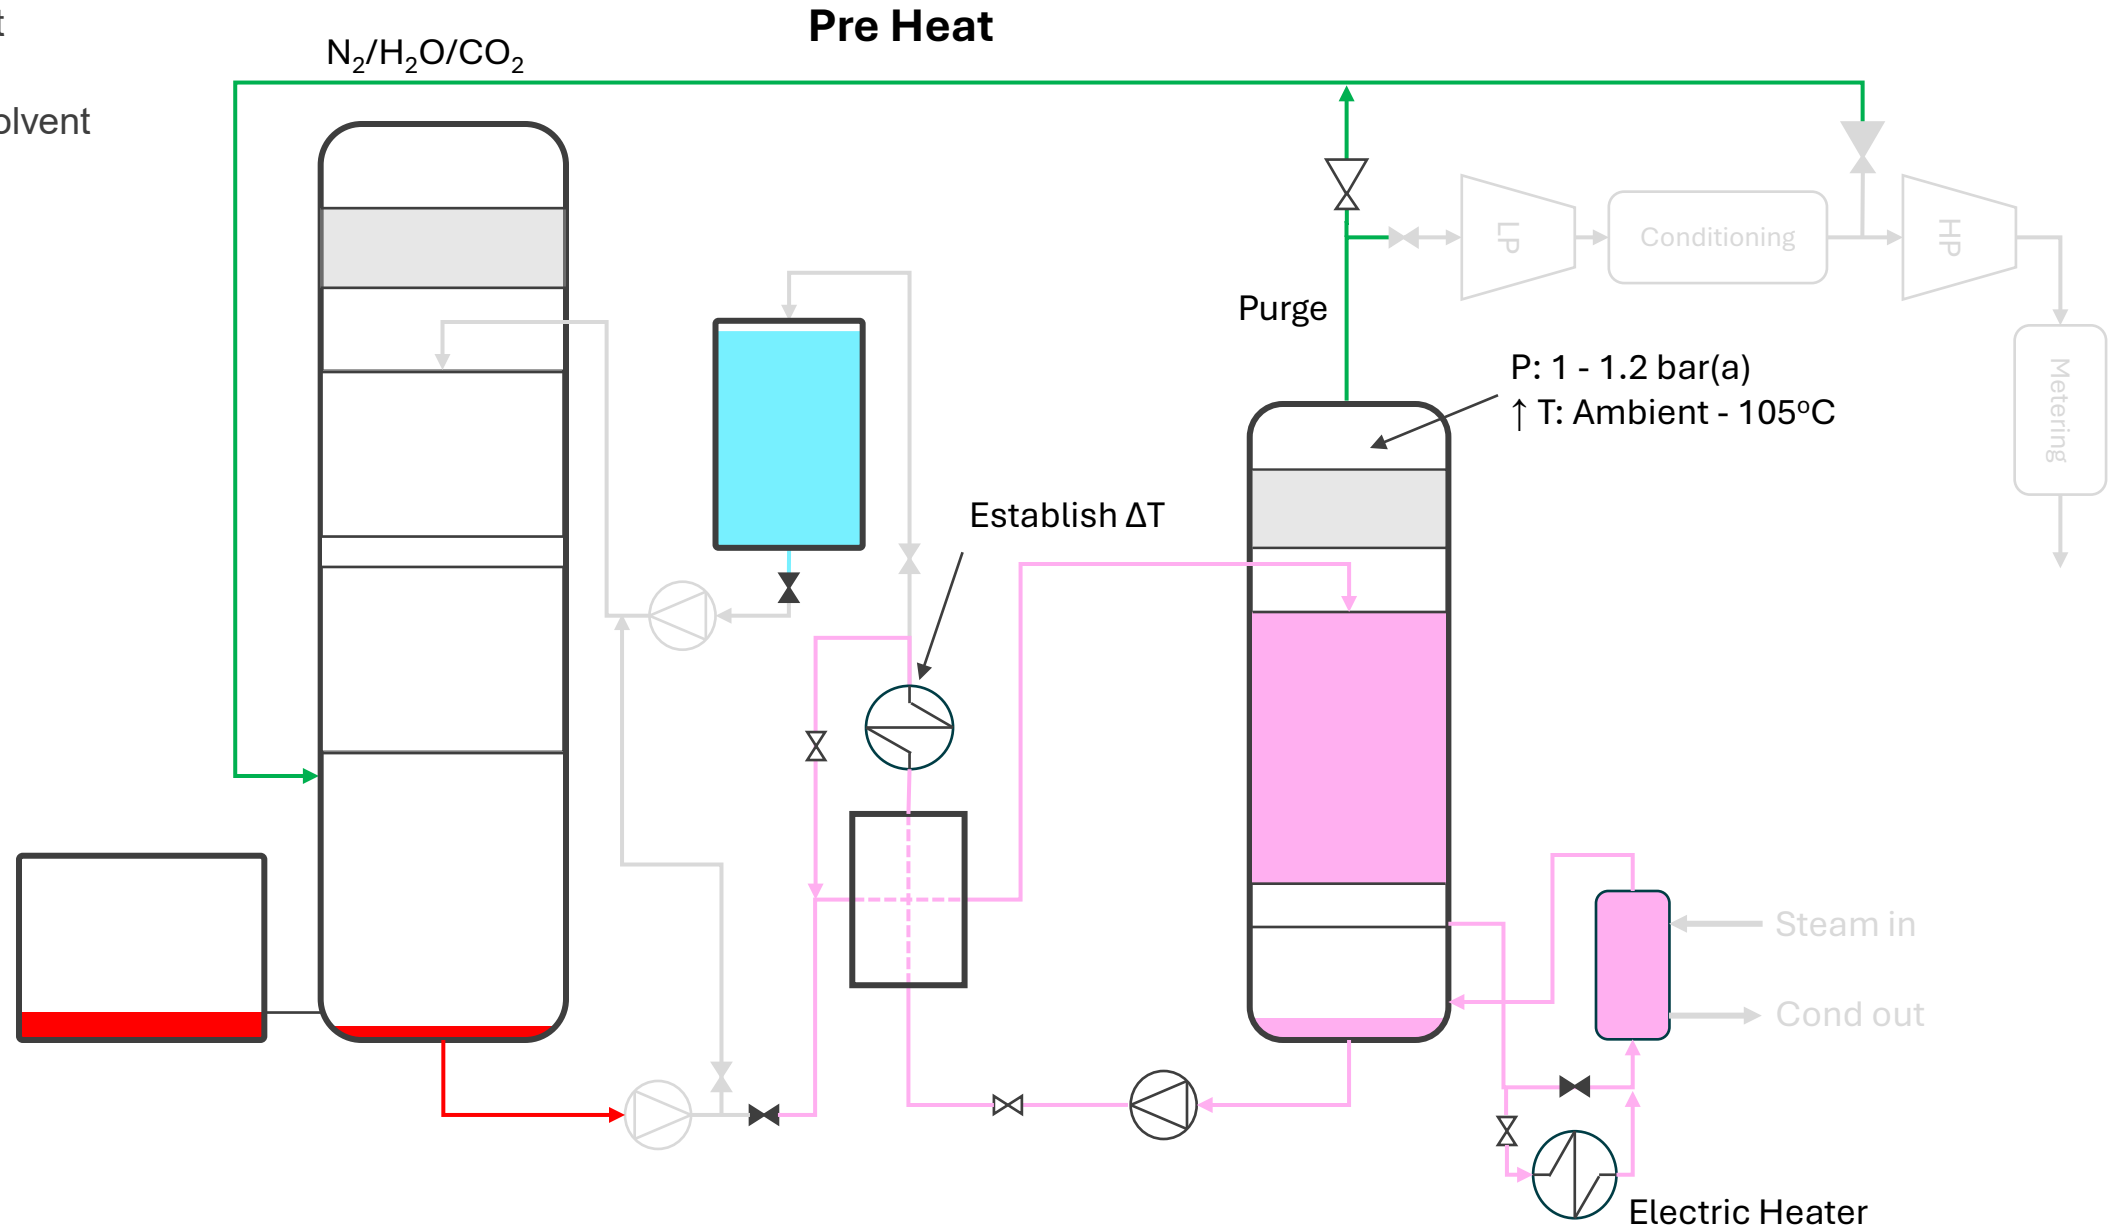 t
Pre Heat
N₂/H₂O/CO₂
olvent
LP
Conditioning
HP
Purge
P: 1 - 1.2 bar(a)
↑ T: Ambient - 105ºC
Metering
Establish ΔT
Steam in
Cond out
Electric Heater